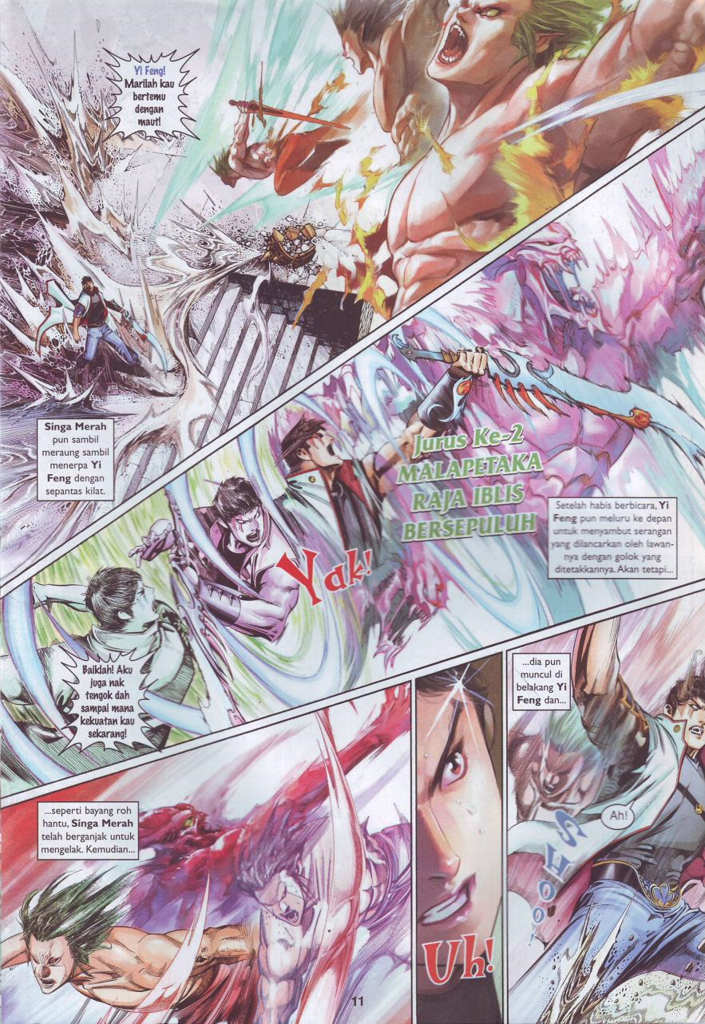 Yi Feng!
Marilah kau
bertemu
dengan
maut!
Singa Merah
pun sambil
meraung sambil
menerpa Yi
Feng dengan
sepantas kilat.
Jurus Ke-2
MALAPETAKA
RAJA IBLIS
BERSEPULUH
Setelah habis berbicara, Yi
Feng pun meluru ke depan
untuk menyambut serangan
yang dilancarkan oleh lawan-
nya dengan golok yang
ditetakkannya. Akan tetapi...
Yak!
Baiklah! Aku
juga nak
tengok dah
sampai mana
kekuatan kau
sekarang!
...seperti bayang roh
hantu, Singa Merah
telah berganjak untuk
mengelak. Kemudian...
Uh!
...dia pun
muncul di
belakang Yi
Feng dan...
Ah!
SHOOO
11